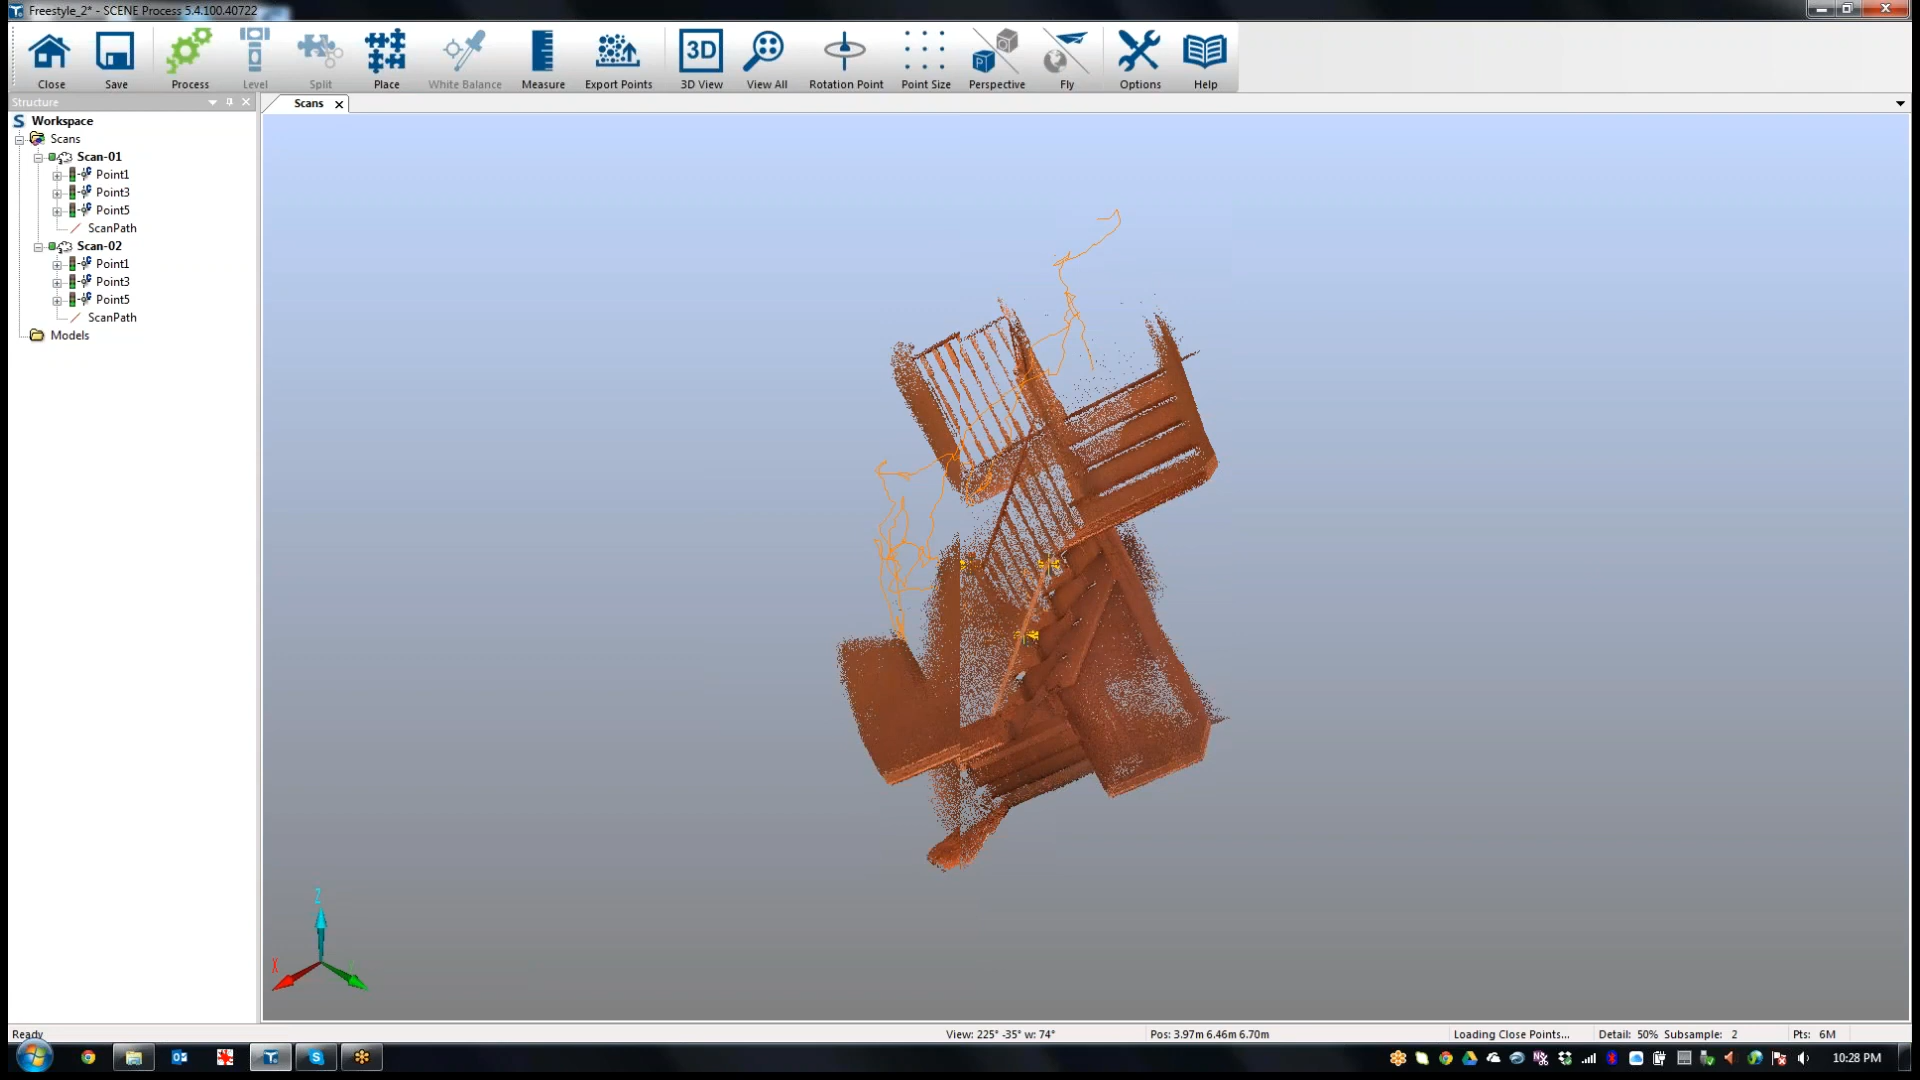 Freestyle_2* - SCENE Process 5.4.100.40722
3D
Close Save Process Level Split Place White Balance Measure Export Points 3D View View All Rotation Point Point Size Perspective Fly Options Help
Structure
Scans
Workspace
Scans
Scan-01
Point1
Point3
Point5
ScanPath
Scan-02
Point1
Point3
Point5
ScanPath
Models
Z
X
Ready View: 225° -35° w: 74° Pos: 3.97m 6.46m 6.70m Loading Close Points... Detail: 50% Subsample: 2 Pts: 6M
10:28 PM